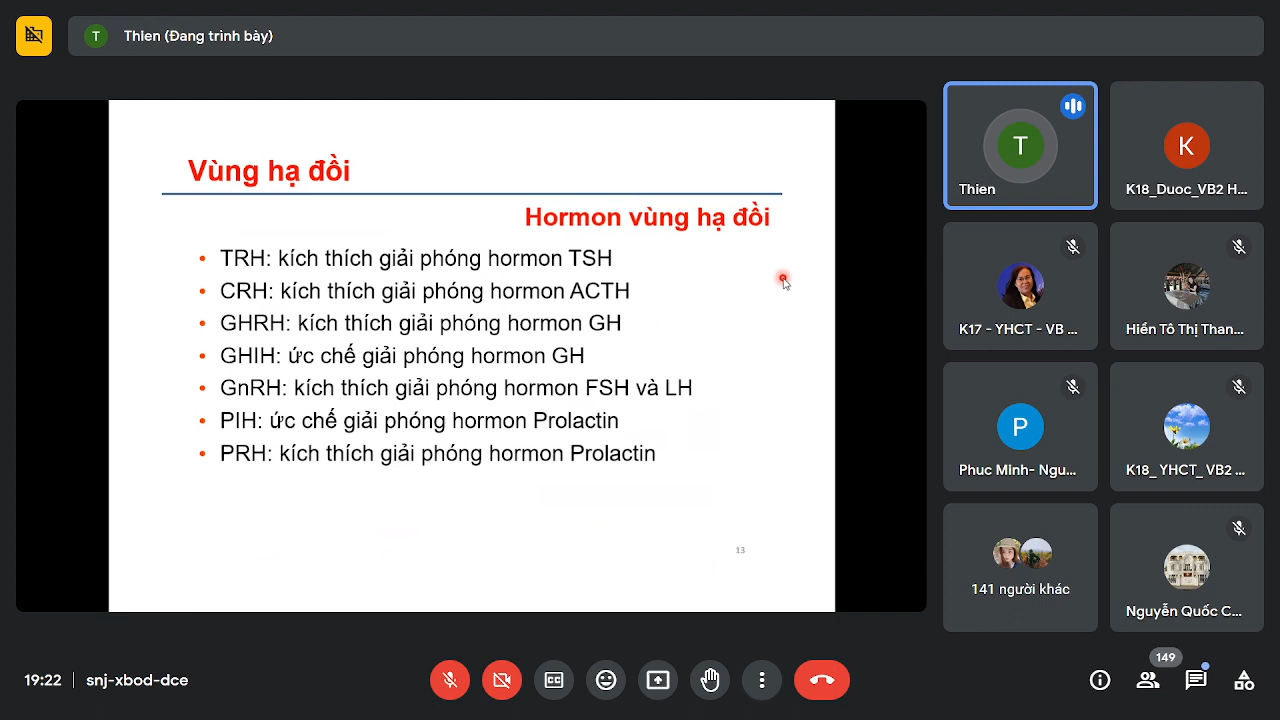 T
Thien (Đang trình bày)
Vùng hạ đồi
Hormon vùng hạ đồi
• TRH: kích thích giải phóng hormon TSH
• CRH: kích thích giải phóng hormon ACTH
• GHRH: kích thích giải phóng hormon GH
• GHIH: ức chế giải phóng hormon GH
• GnRH: kích thích giải phóng hormon FSH và LH
• PIH: ức chế giải phóng hormon Prolactin
• PRH: kích thích giải phóng hormon Prolactin
13
T
Thien
K
K18_Duoc_VB2 H...
K17 - YHCT - VB ...
Hiền Tô Thị Than...
P
Phuc Minh- Ngu...
K18_ YHCT_ VB2 ...
141 người khác
Nguyễn Quốc C...
19:22
snj-xbod-dce
149